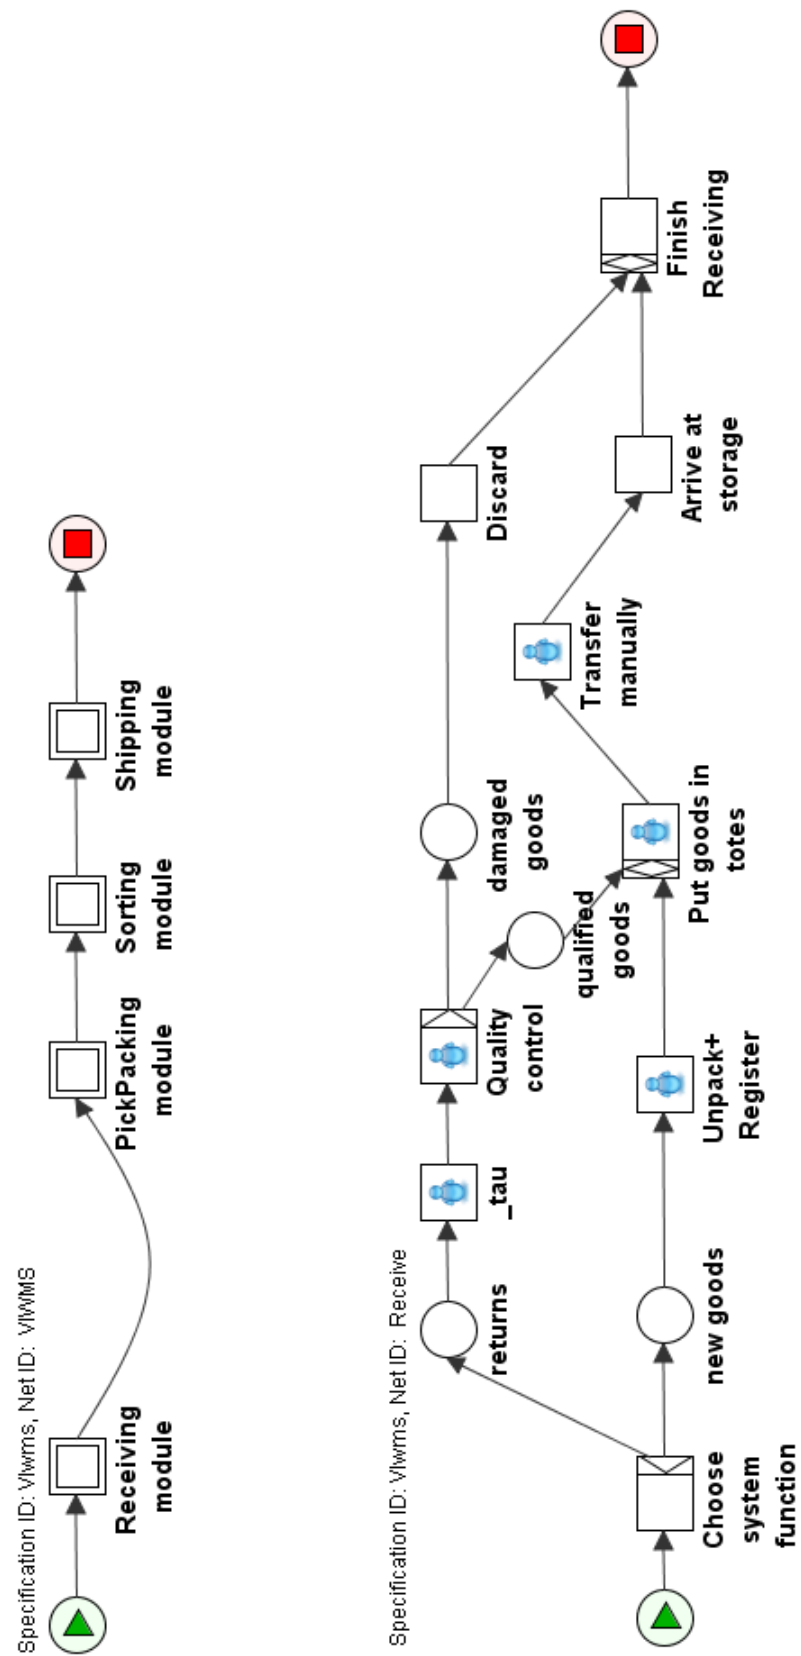 Specification ID: Vlwms, Net ID: VIWMS
Receiving
module
PickPacking
module
Sorting
module
Shipping
module
Specification ID: Vlwms, Net ID: Receive
Choose
system
function
returns
new goods
_tau
Unpack+
Register
Quality
control
qualified
goods
damaged
goods
Put goods in
totes
Transfer
manually
Discard
Arrive at
storage
Finish
Receiving